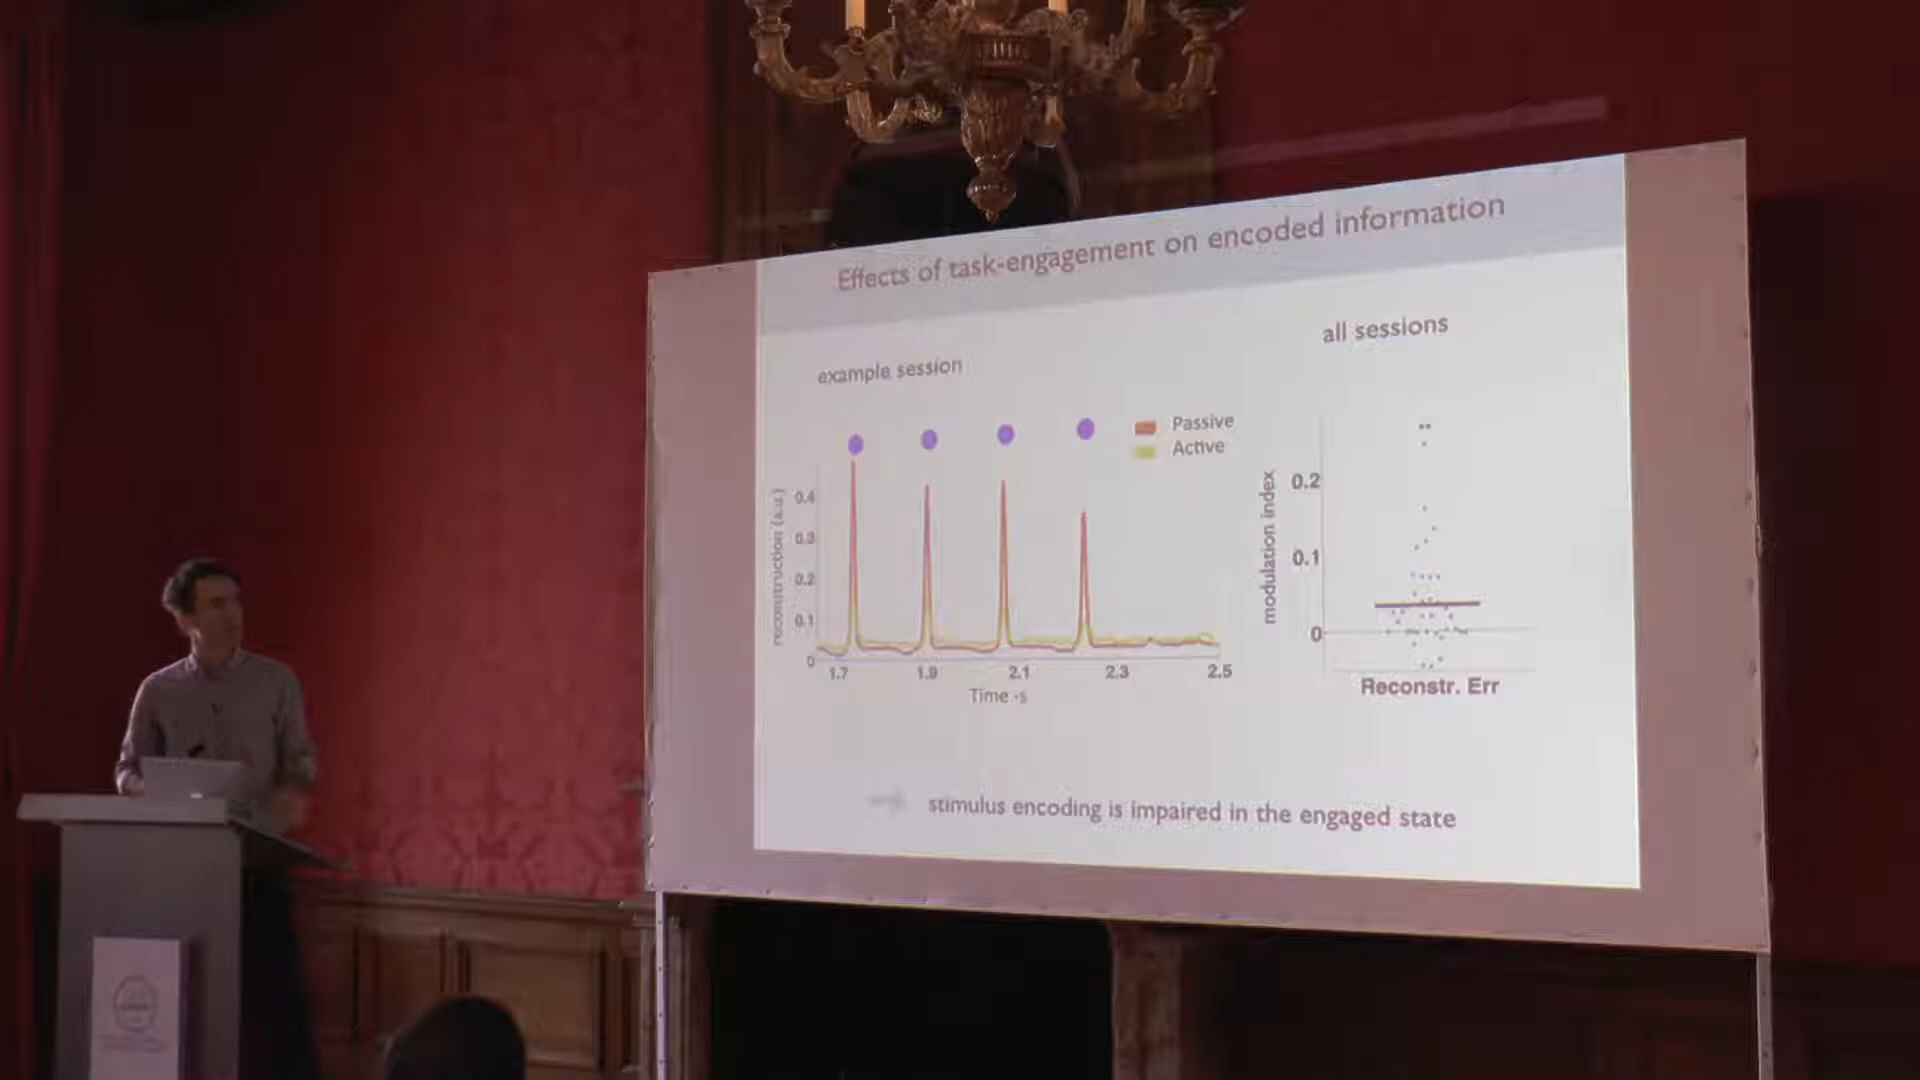 Effects of task-engagement on encoded information
all sessions
example session
Passive
Active
reconstruction (a.u.)
0.4
0.3
0.2
0.1
0
1.7
1.9
2.1
2.3
2.5
Time -s
modulation index
0.2
0.1
0
Reconstr. Err
stimulus encoding is impaired in the engaged state